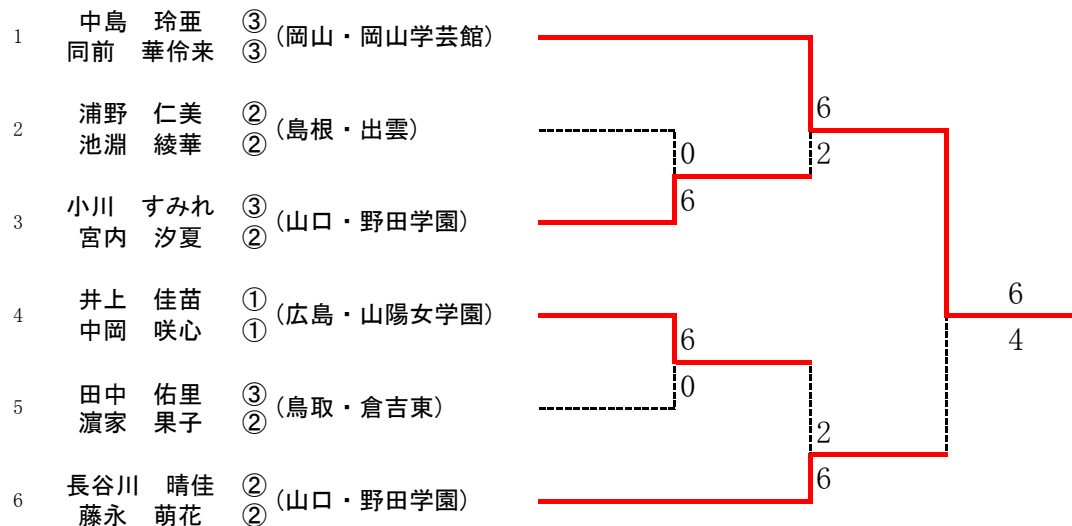 1 中島 玲亜 ③ (岡山・岡山学芸館)
同前 華伶来 ③
6
2 浦野 仁美 ② (島根・出雲)
池淵 綾華 ②
0 2
6
3 小川 すみれ ③ (山口・野田学園)
宮内 汐夏 ②
6
4 井上 佳苗 ① (広島・山陽女学園)
中岡 咲心 ①
4
6
0
5 田中 佑里 ③ (鳥取・倉吉東)
濵家 果子 ②
2
6
6 長谷川 晴佳 ② (山口・野田学園)
藤永 萌花 ②